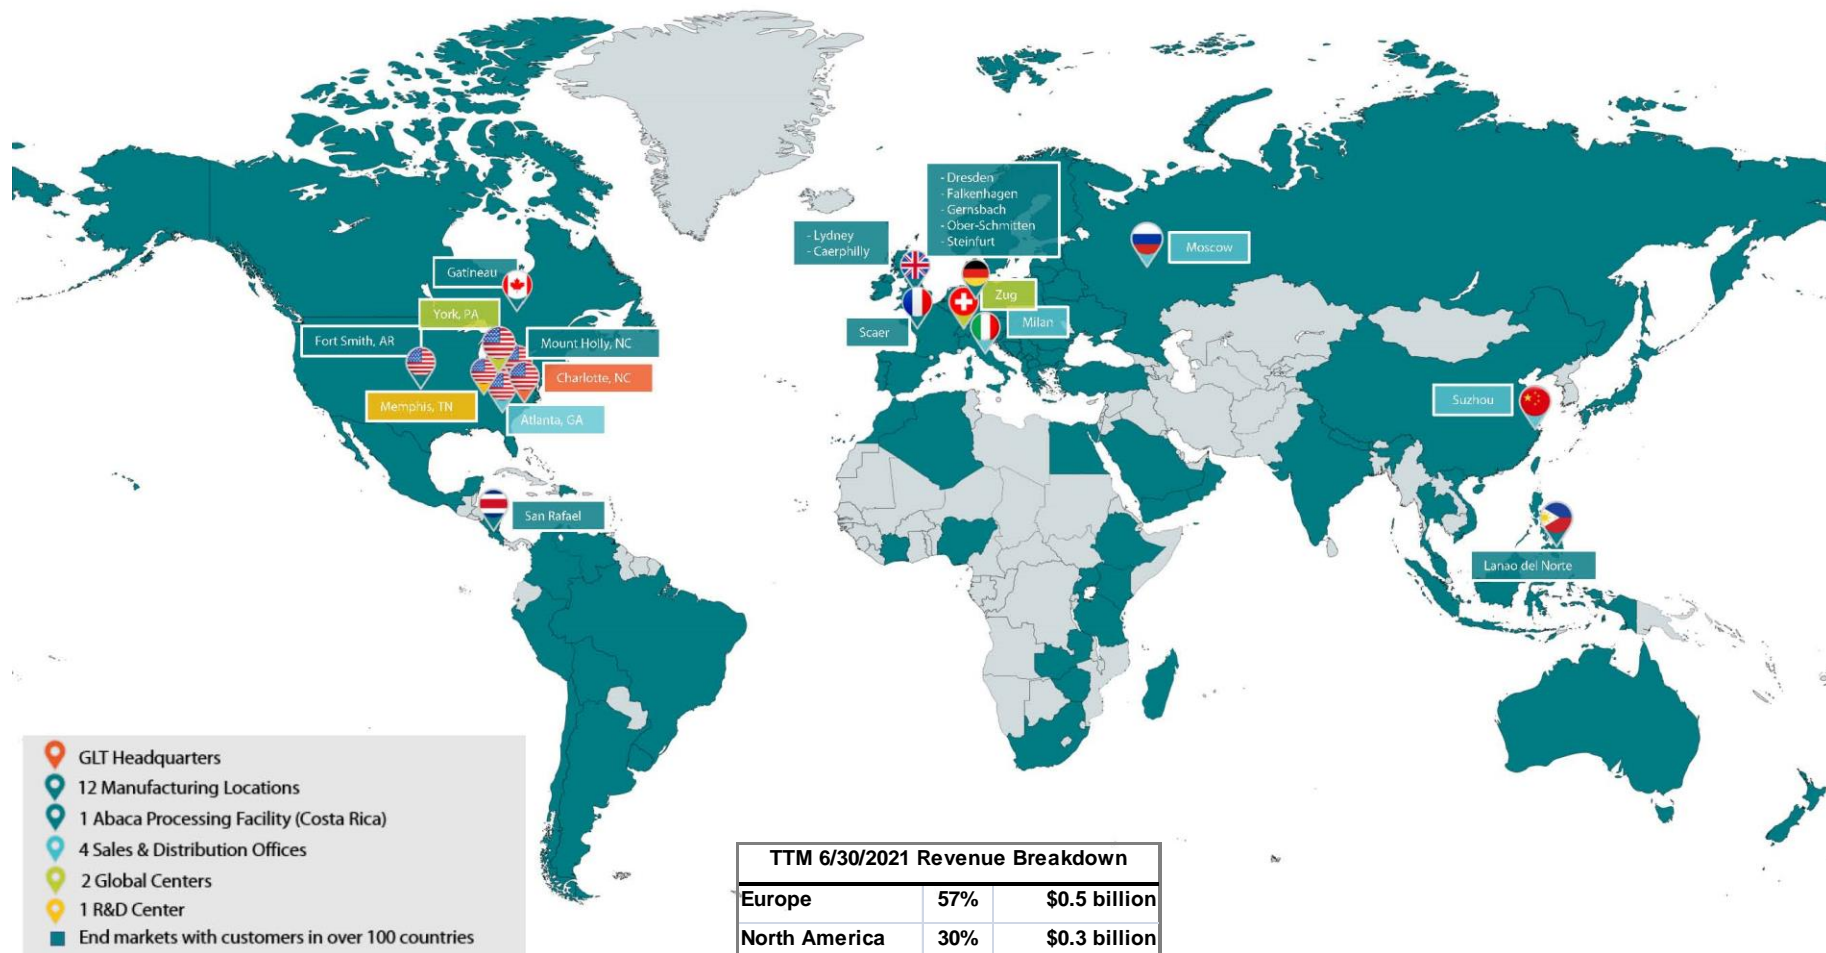 - Dresden
- Falkenhagen
- Gernsbach
- Ober-Schmitten
- Steinfurt
- Lydney
- Caerphilly
Moscow
Gatineau
Zug
York, PA
Milan
Scaer
Fort Smith, AR
Mount Holly, NC
Charlotte, NC
Memphis, TN
Atlanta, GA
Suzhou
San Rafael
Lanao del Norte
GLT Headquarters
12 Manufacturing Locations
1 Abaca Processing Facility (Costa Rica)
4 Sales & Distribution Offices
2 Global Centers
1 R&D Center
End markets with customers in over 100 countries
TTM 6/30/2021 Revenue Breakdown
Europe 57% $0.5 billion
North America 30% $0.3 billion